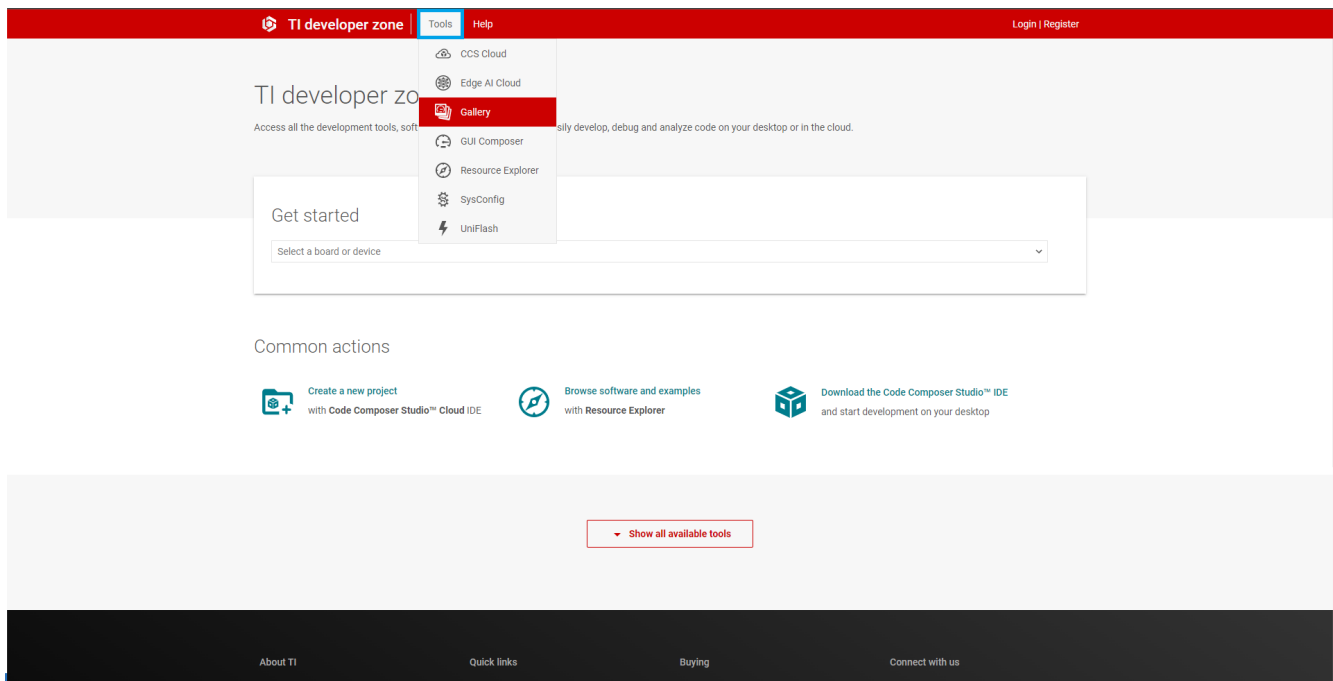 TI developer zone
Tools
Help
Login | Register
CCS Cloud
Edge AI Cloud
Gallery
GUI Composer
Resource Explorer
SysConfig
UniFlash
TI developer zo
Access all the development tools, soft
sily develop, debug and analyze code on your desktop or in the cloud.
Get started
Select a board or device
Common actions
Create a new project
with Code Composer Studio™ Cloud IDE
Browse software and examples
with Resource Explorer
Download the Code Composer Studio™ IDE
and start development on your desktop
Show all available tools
About TI
Quick links
Buying
Connect with us